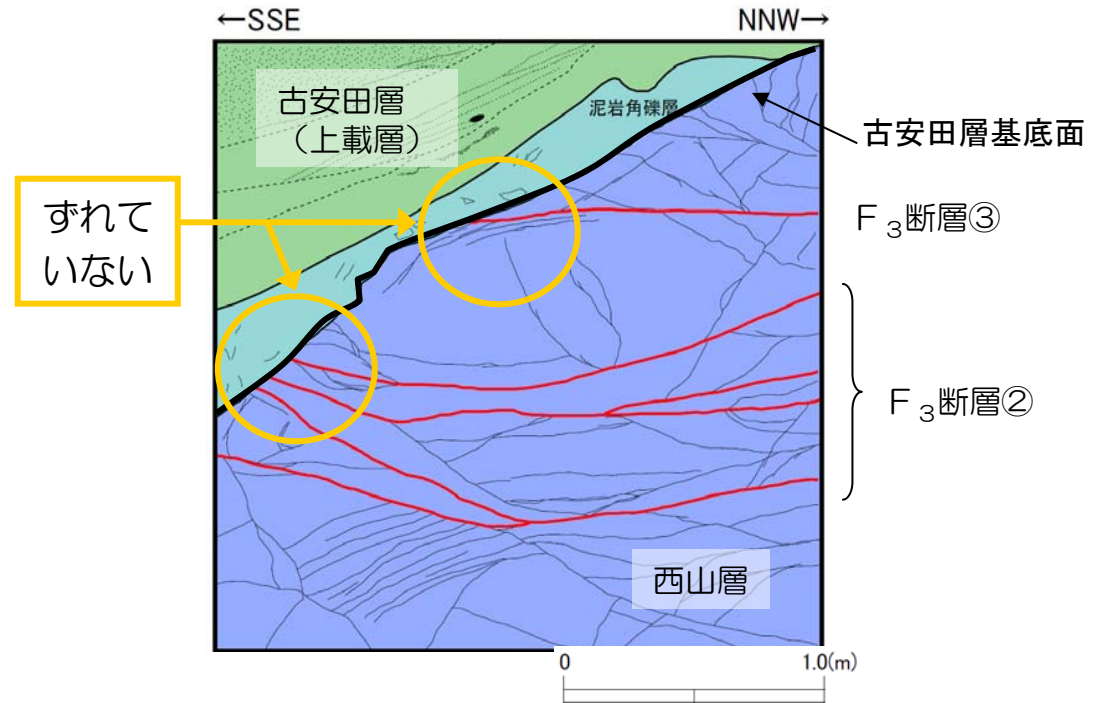 ←SSE
NNW→
古安田層
（上載層）
泥岩角礫層
古安田層基底面
ずれて
いない
F₃断層③
F₃断層②
西山層
0
1.0(m)